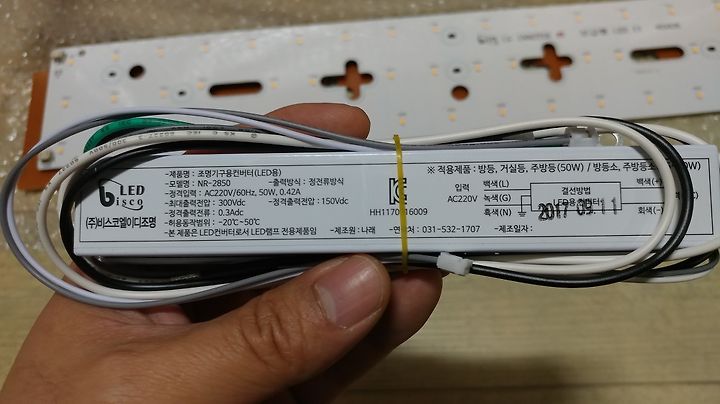 LED
isco
(주)비스코엘이디조명
-제품명 : 조명기구용컨버터(LED용)
-모델명 : NR-2850 -출력방식 : 정전류방식
-정격입력 : AC220V/60Hz, 50W, 0.42A
-최대출력전압 : 300Vdc -정격출력전압 : 150Vdc
-정격출력전류 : 0.3Adc
-허용동작범위 : -20℃~50℃
-본 제품은 LED컨버터로서 LED램프 전용제품임 -제조원 : 나래 : 031-532-1707 -제조일자 :
※ 적용제품 : 방등, 거실등, 주방등(50W) / 방등소, 주방등소
입력
AC220V
백색(L)
녹색(G)
흑색(N)
결선방법
LED용 컨버터
2017 09. 11
백색(+)
회색(-)